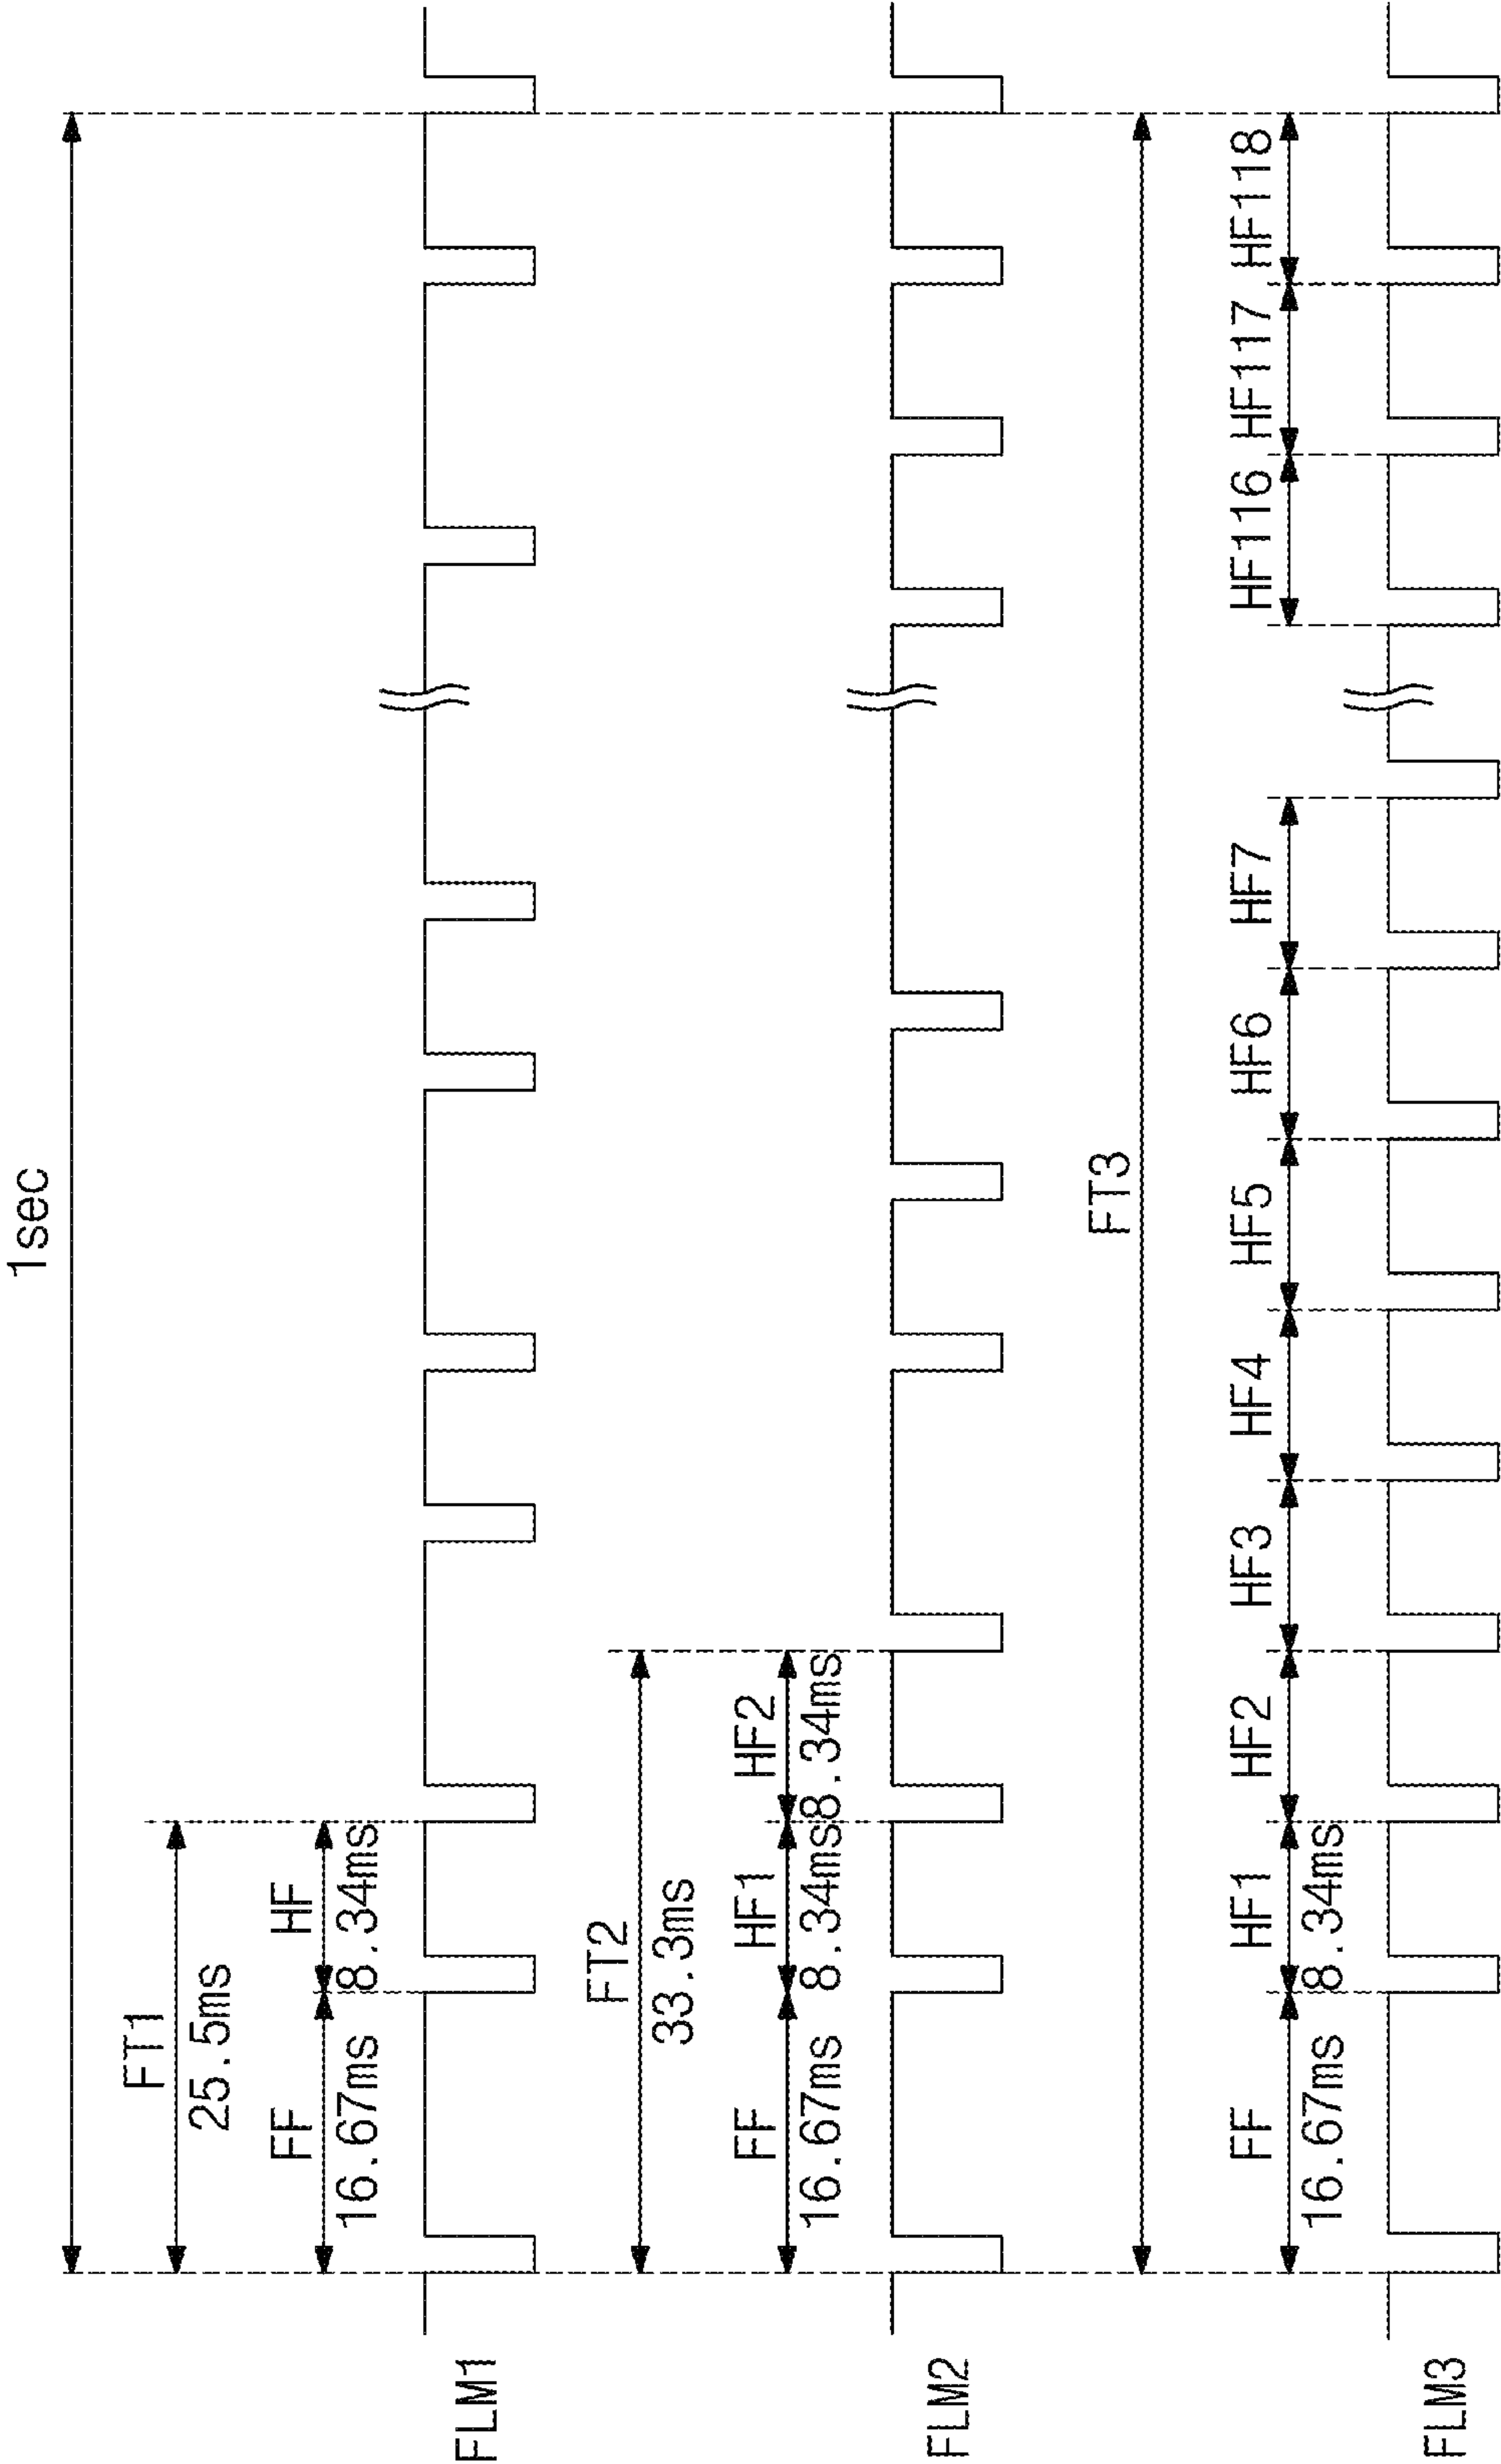 1sec
FT1
25.5ms
FF
HF
16.67ms
8.34ms
FLM1
FT2
33.3ms
FF
HF1
HF2
16.67ms
8.34ms
8.34ms
FLM2
FT3
FF
HF1
HF2
HF3
HF4
HF5
HF6
HF7
HF116
HF117
HF118
16.67ms
8.34ms
FLM3